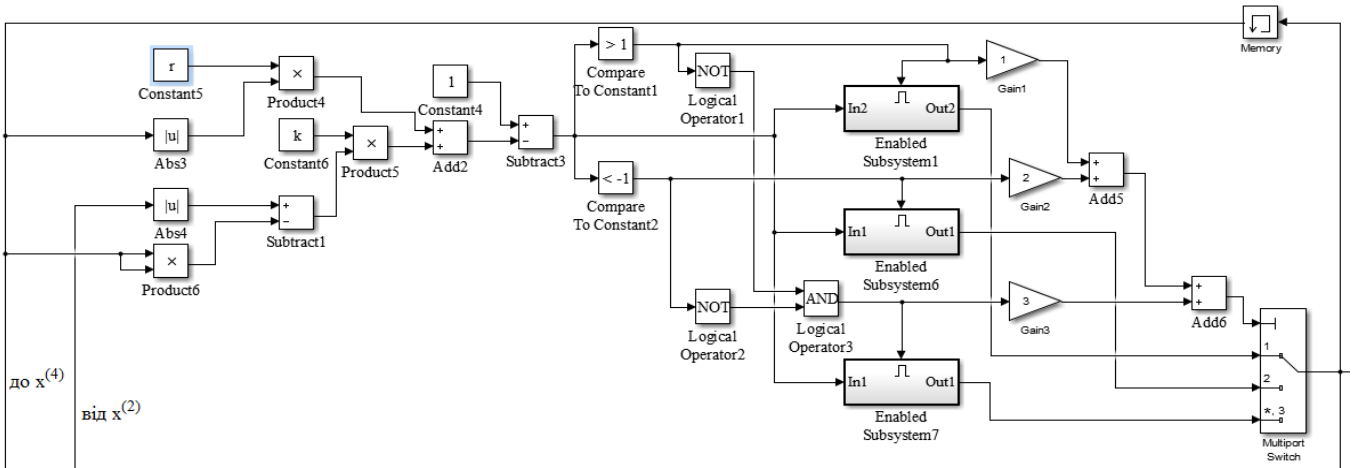 Memory
r
Constant5
×
Product4
|u|
Abs3
k
Constant6
×
Product5
1
Constant4
+
+
Add2
+
−
Subtract3
|u|
Abs4
+
−
Subtract1
×
Product6
> 1
Compare
To Constant1
NOT
Logical
Operator1
In2
Out2
Enabled
Subsystem1
1
Gain1
< -1
Compare
To Constant2
2
Gain2
+
+
Add5
In1
Out1
Enabled
Subsystem6
NOT
Logical
Operator2
AND
Logical
Operator3
3
Gain3
+
+
Add6
In1
Out1
Enabled
Subsystem7
1
2
*, 3
Multiport
Switch
до x(4)
від x(2)